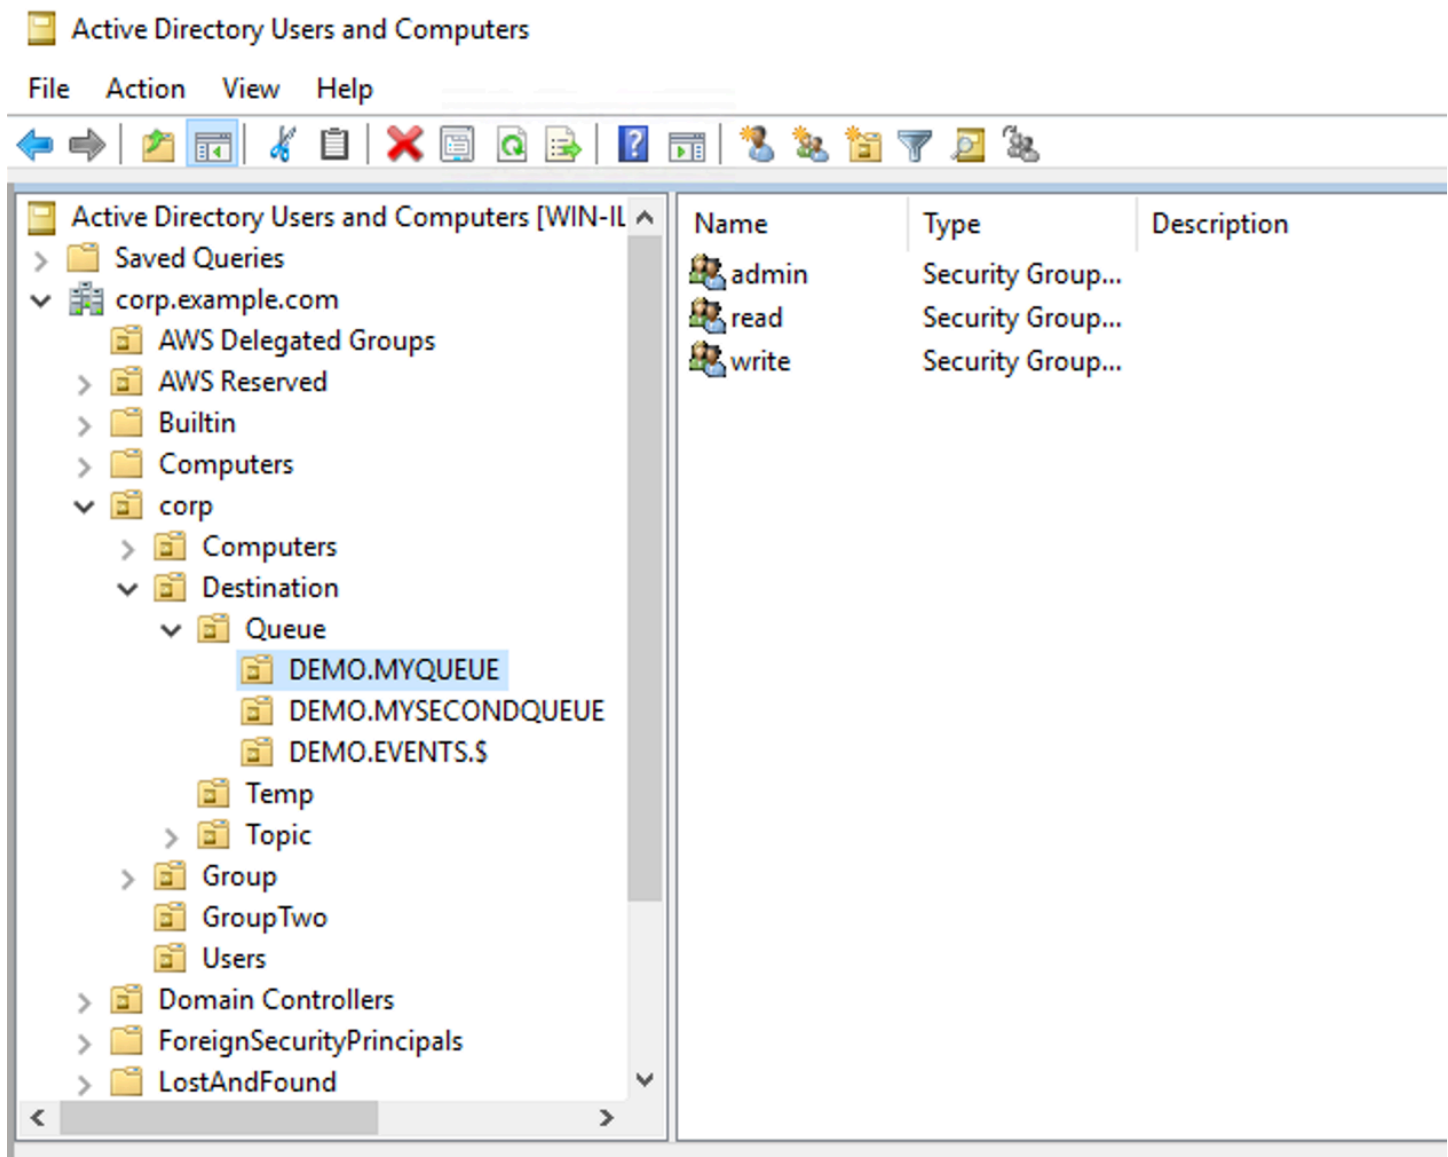 Active Directory Users and Computers
File Action View Help
Active Directory Users and Computers [WIN-IL
Saved Queries
corp.example.com
AWS Delegated Groups
AWS Reserved
Builtin
Computers
corp
Computers
Destination
Queue
DEMO.MYQUEUE
DEMO.MYSECONDQUEUE
DEMO.EVENTS.$
Temp
Topic
Group
GroupTwo
Users
Domain Controllers
ForeignSecurityPrincipals
LostAndFound
Name Type Description
admin Security Group...
read Security Group...
write Security Group...